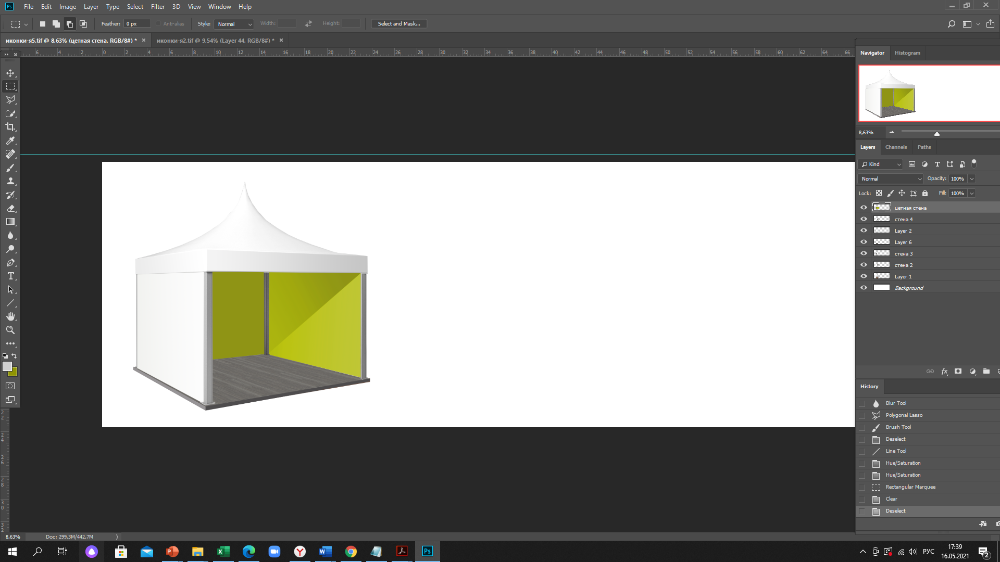 Ps File Edit Image Layer Type Select Filter 3D View Window Help
Feather: 0 px Anti-alias Style: Normal Width: Height: Select and Mask...
иконки-я5.tif @ 8,63% (цетная стена, RGB/8#) * × иконки-я2.tif @ 9,54% (Layer 44, RGB/8#) * ×
6 4 2 0 2 4 6 8 10 12 14 16 18 20 22 24 26 28 30 32 34 36 38 40 42 44 46 48 50 52 54 56 58 60 62 64 66
Navigator Histogram
8,63%
Layers Channels Paths
Kind
Normal Opacity: 100%
Lock: Fill: 100%
цетная стена
стена 4
Layer 2
Layer 6
стена 3
стена 2
Layer 1
Background
fx
History
Blur Tool
Polygonal Lasso
Brush Tool
Deselect
Line Tool
Hue/Saturation
Hue/Saturation
Rectangular Marquee
Clear
Deselect
22
24
26
28
30
32
8,63% Doc: 299,3M/442,7M
РУС
17:39
16.05.2021
2